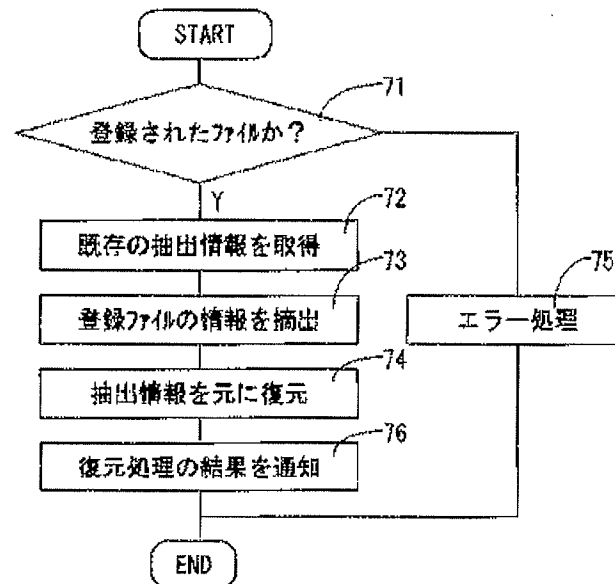 START
71
登録されたファイルか？
Y
72
既存の抽出情報を取得
73
登録ファイルの情報を摘出
75
エラー処理
74
抽出情報を元に復元
76
復元処理の結果を通知
END